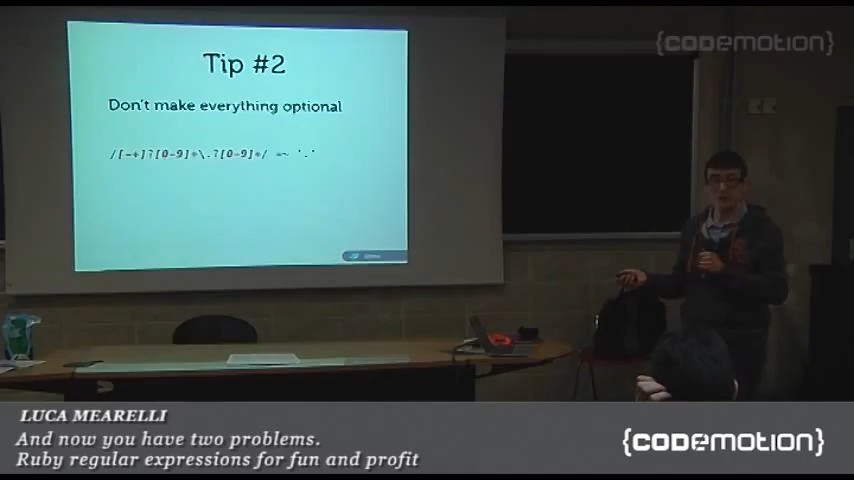 {CODEMOTION}
Tip #2
Don't make everything optional
/[-+]?[0-9]*\.?[0-9]*/ =~ '.'
LUCA MEARELLI
And now you have two problems.
Ruby regular expressions for fun and profit
{CODEMOTION}